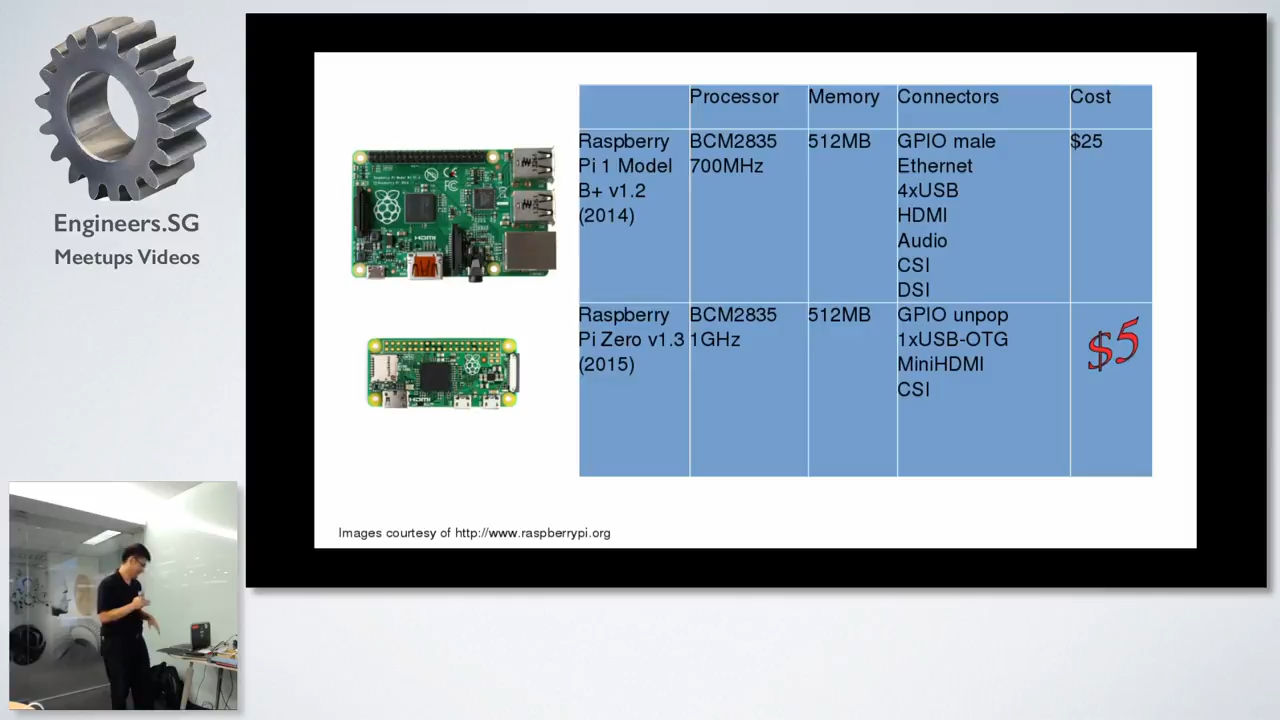 Engineers.SG
Meetups Videos
Processor Memory Connectors Cost
Raspberry Pi 1 Model B+ v1.2 (2014) BCM2835 700MHz 512MB GPIO male Ethernet 4xUSB HDMI Audio CSI DSI $25
Raspberry Pi Zero v1.3 (2015) BCM2835 1GHz 512MB GPIO unpop 1xUSB-OTG MiniHDMI CSI $5
HDMI
HDMI
Images courtesy of http://www.raspberrypi.org